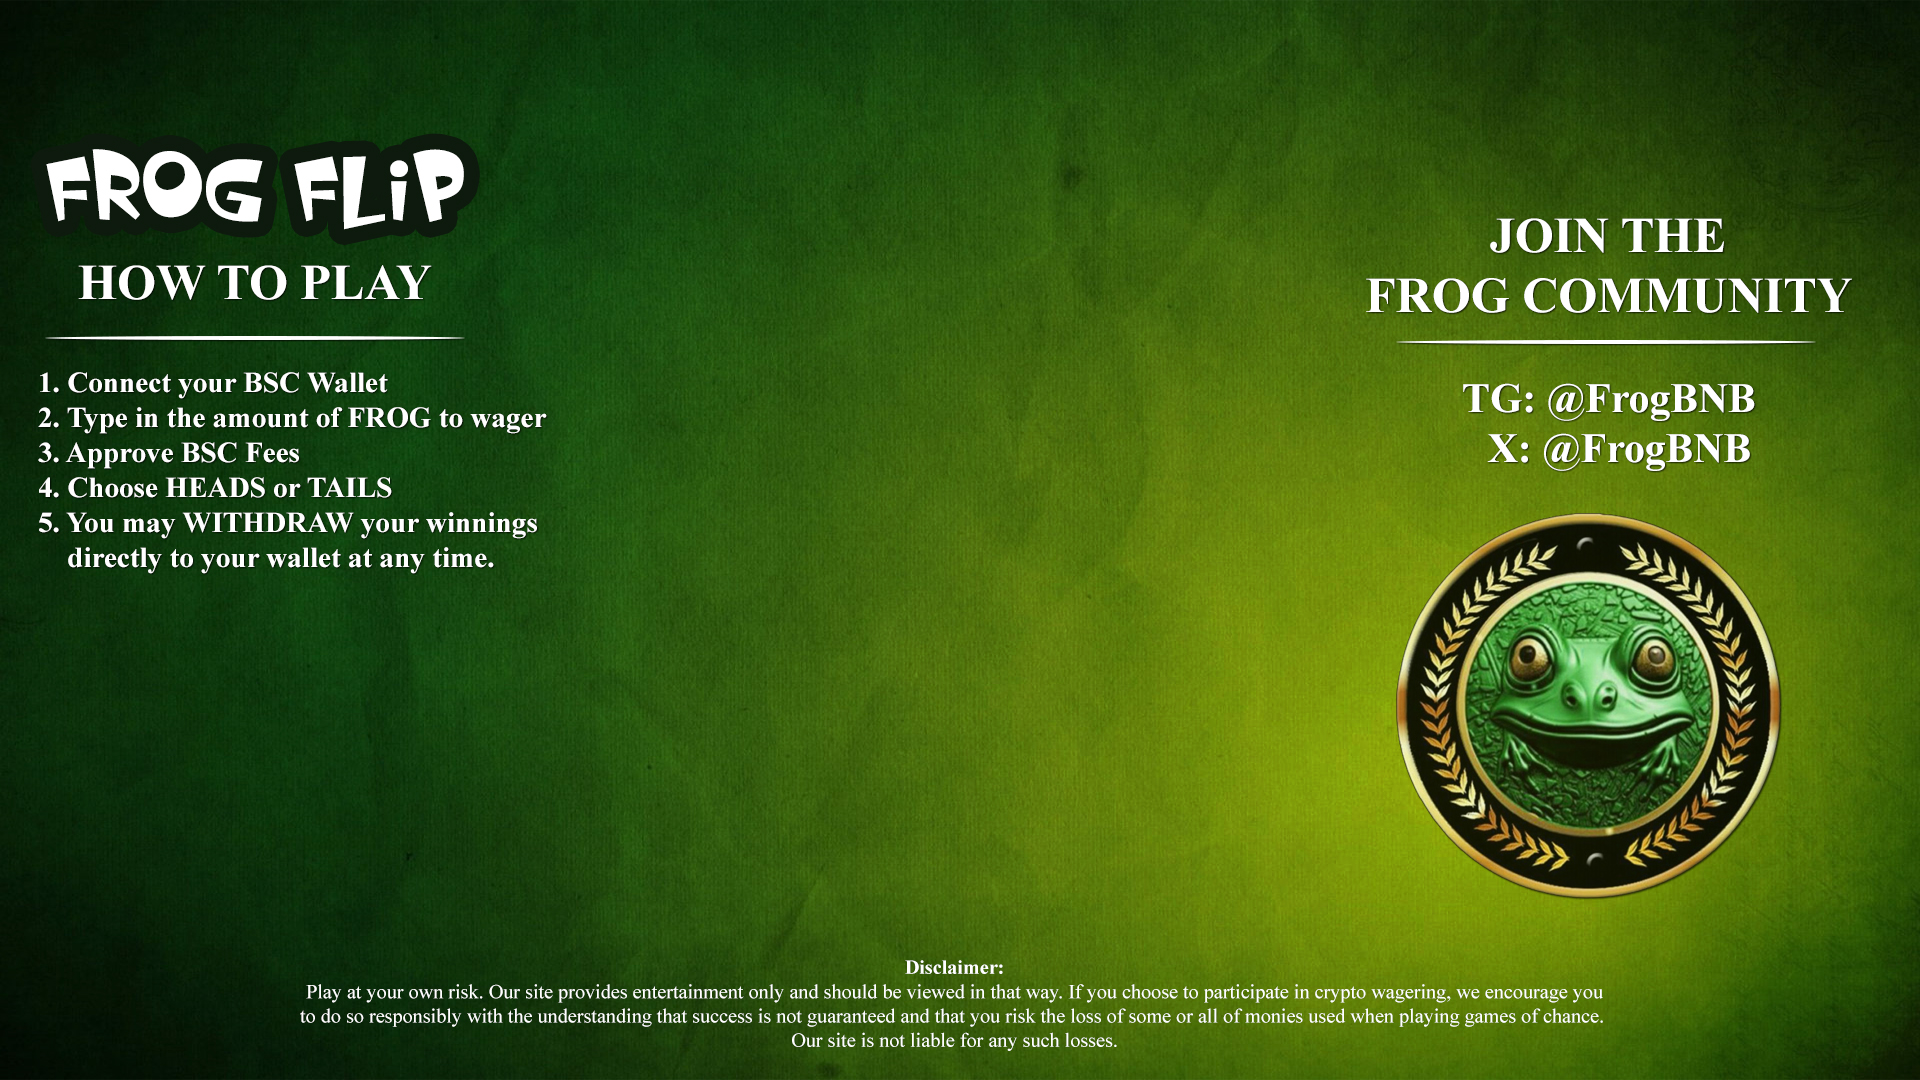 FROG FLiP
HOW TO PLAY
1. Connect your BSC Wallet
2. Type in the amount of FROG to wager
3. Approve BSC Fees
4. Choose HEADS or TAILS
5. You may WITHDRAW your winnings
directly to your wallet at any time.
JOIN THE
FROG COMMUNITY
TG: @FrogBNB
X: @FrogBNB
Disclaimer:
Play at your own risk. Our site provides entertainment only and should be viewed in that way. If you choose to participate in crypto wagering, we encourage you
to do so responsibly with the understanding that success is not guaranteed and that you risk the loss of some or all of monies used when playing games of chance.
Our site is not liable for any such losses.